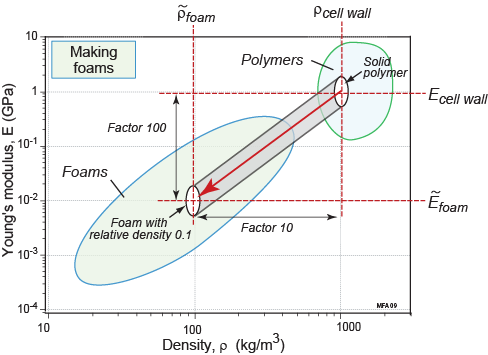 ρ̃foam
ρcell wall
10
Making
foams
Polymers
Solid
polymer
1
Ecell wall
Factor 100
10-1
Foams
10-2
Ẽfoam
Foam with
relative density 0.1
Factor 10
10-3
10-4
MFA 09
10
100
1000
Young's modulus, E (GPa)
Density, ρ (kg/m3)